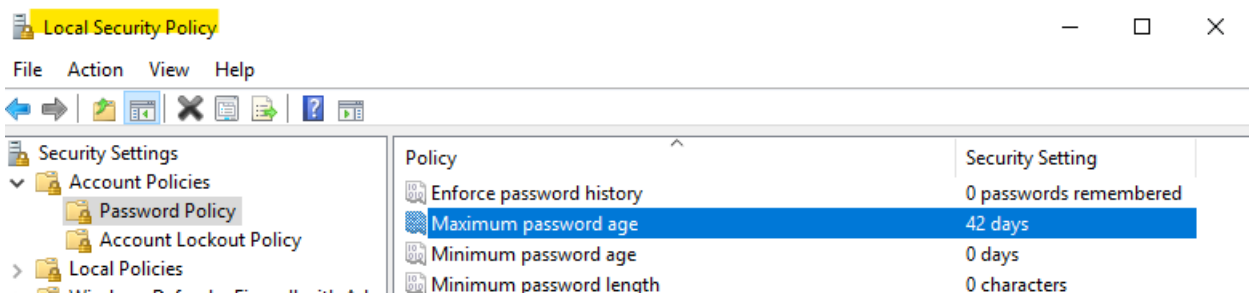 Local Security Policy
File Action View Help
Security Settings
Account Policies
Password Policy
Account Lockout Policy
Local Policies
Policy Security Setting
Enforce password history 0 passwords remembered
Maximum password age 42 days
Minimum password age 0 days
Minimum password length 0 characters